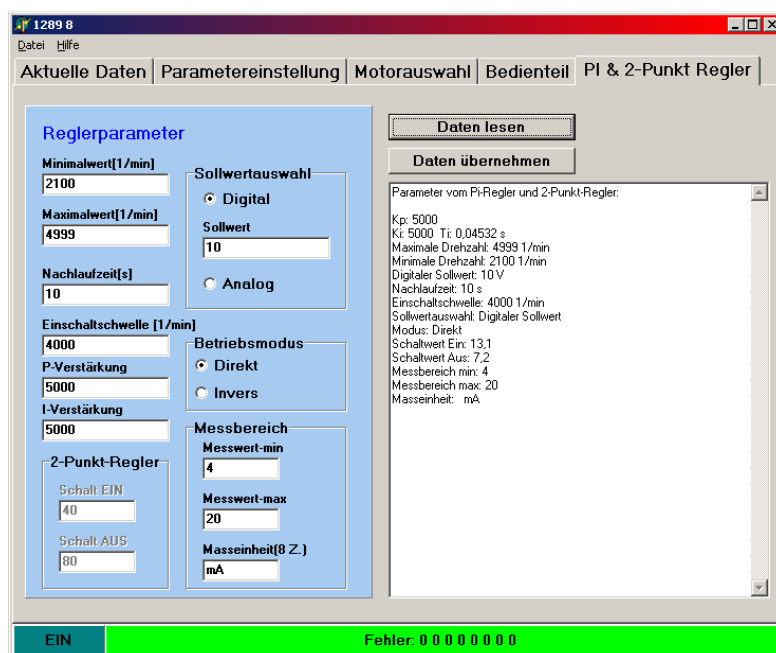 1289 8
Datei Hilfe
Aktuelle Daten Parametereinstellung Motorauswahl Bedienteil PI & 2-Punkt Regler
Reglerparameter
Minimalwert[1/min]
2100
Maximalwert[1/min]
4999
Nachlaufzeit[s]
10
Einschaltschwelle [1/min]
4000
P-Verstärkung
5000
I-Verstärkung
5000
2-Punkt-Regler
Schalt EIN
40
Schalt AUS
80
Sollwertauswahl
Digital
Sollwert
10
Analog
Betriebsmodus
Direkt
Invers
Messbereich
Messwert-min
4
Messwert-max
20
Masseinheit(8 Z.)
mA
Daten lesen
Daten übernehmen
Parameter vom Pi-Regler und 2-Punkt-Regler:
Kp: 5000
Ki: 5000 Ti: 0,04532 s
Maximale Drehzahl: 4999 1/min
Minimale Drehzahl: 2100 1/min
Digitaler Sollwert: 10 V
Nachlaufzeit: 10 s
Einschaltschwelle: 4000 1/min
Sollwertauswahl: Digitaler Sollwert
Modus: Direkt
Schaltwert Ein: 13,1
Schaltwert Aus: 7,2
Messbereich min: 4
Messbereich max: 20
Masseinheit: mA
EIN
Fehler: 0 0 0 0 0 0 0 0